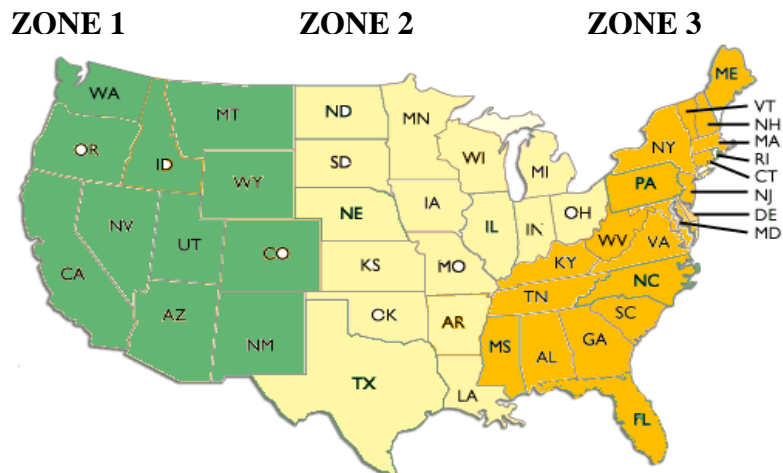 ZONE 1 ZONE 2 ZONE 3
ME
WA
VT
MT
ND
MN
NH
OR
MA
ID
SD
WI
MI
NY
RI
CT
WY
PA
NJ
NE
IA
OH
DE
NV
IL
IN
MD
UT
CO
WV
VA
CA
KS
MO
KY
NC
TN
AZ
OK
AR
SC
NM
MS
AL
GA
TX
LA
FL